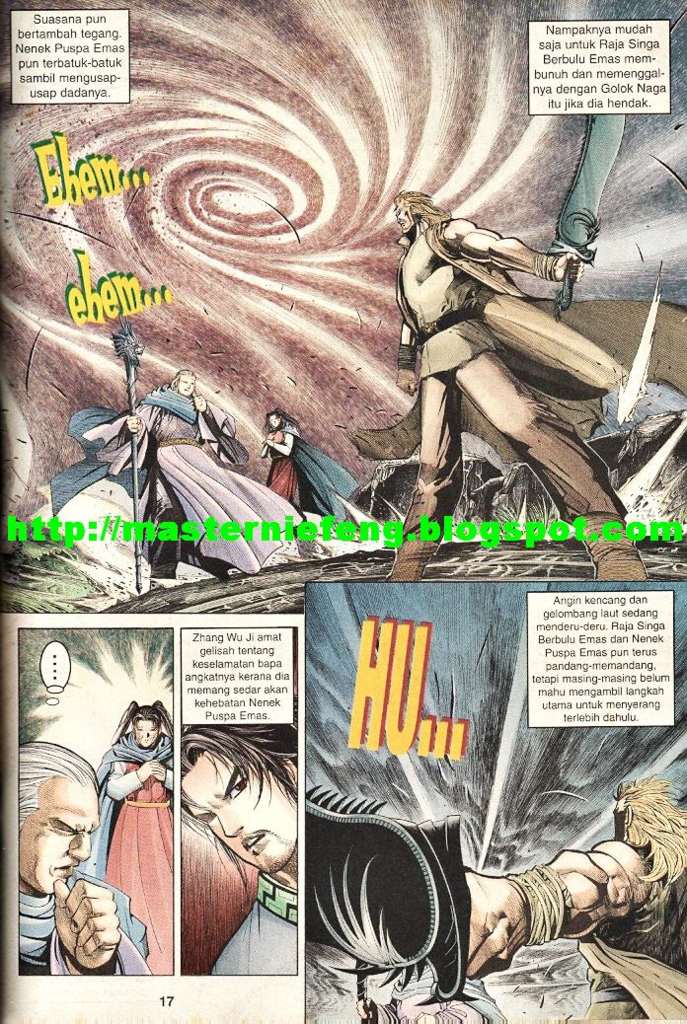 Suasana pun
bertambah tegang.
Nenek Puspa Emas
pun terbatuk-batuk
sambil mengusap-
usap dadanya.
Nampaknya mudah
saja untuk Raja Singa
Berbulu Emas mem-
bunuh dan memenggal-
nya dengan Golok Naga
itu jika dia hendak.
Ehem...
ehem...
http://masterniefeng.blogspot.com
....
Zhang Wu Ji amat
gelisah tentang
keselamatan bapa
angkatnya kerana dia
memang sedar akan
kehebatan Nenek
Puspa Emas.
HU...
Angin kencang dan
gelombang laut sedang
menderu-deru. Raja Singa
Berbulu Emas dan Nenek
Puspa Emas pun terus
pandang-memandang,
tetapi masing-masing belum
mahu mengambil langkah
utama untuk menyerang
terlebih dahulu.
17